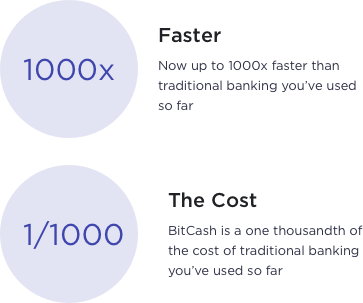 1000x
Faster
Now up to 1000x faster than
traditional banking you've used
so far
1/1000
The Cost
BitCash is a one thousandth of
the cost of traditional banking
you've used so far